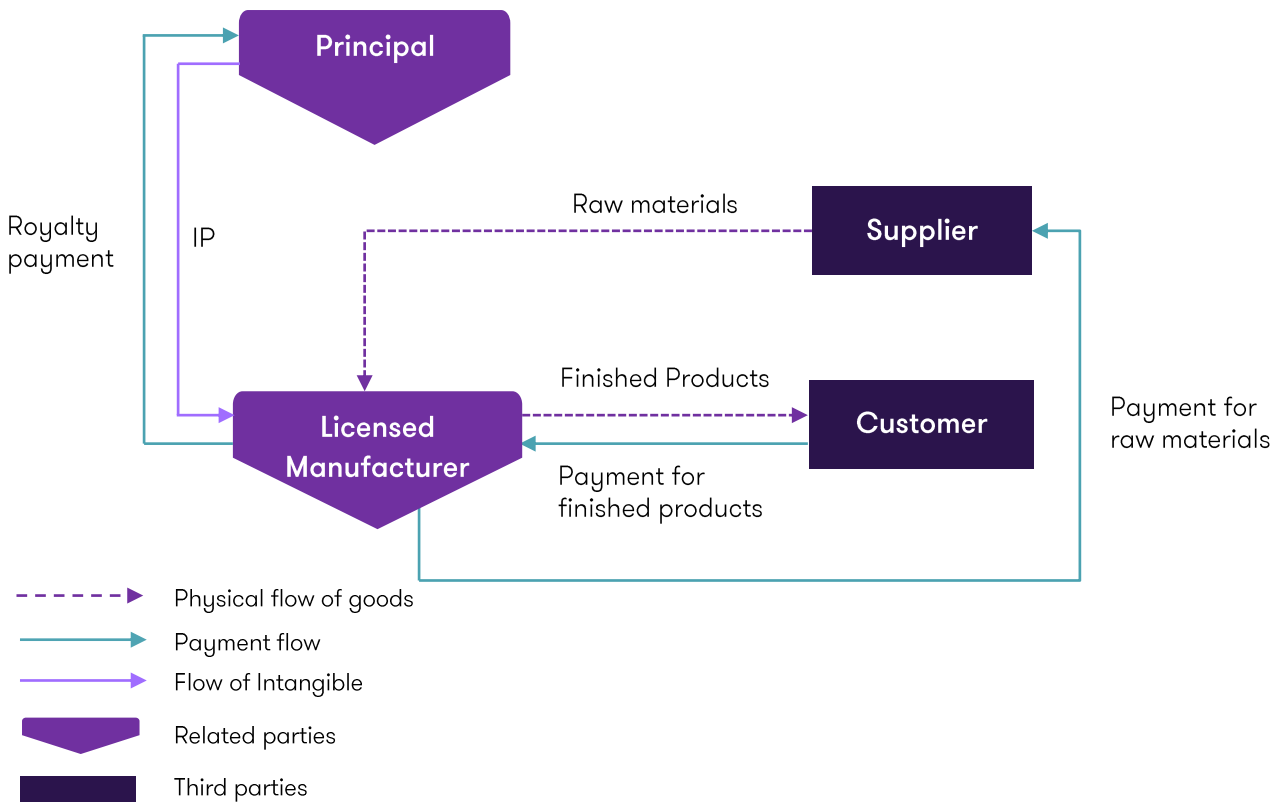 Principal
Royalty
payment
IP
Raw materials
Supplier
Finished Products
Licensed
Manufacturer
Customer
Payment for
finished products
Payment for
raw materials
Physical flow of goods
Payment flow
Flow of Intangible
Related parties
Third parties